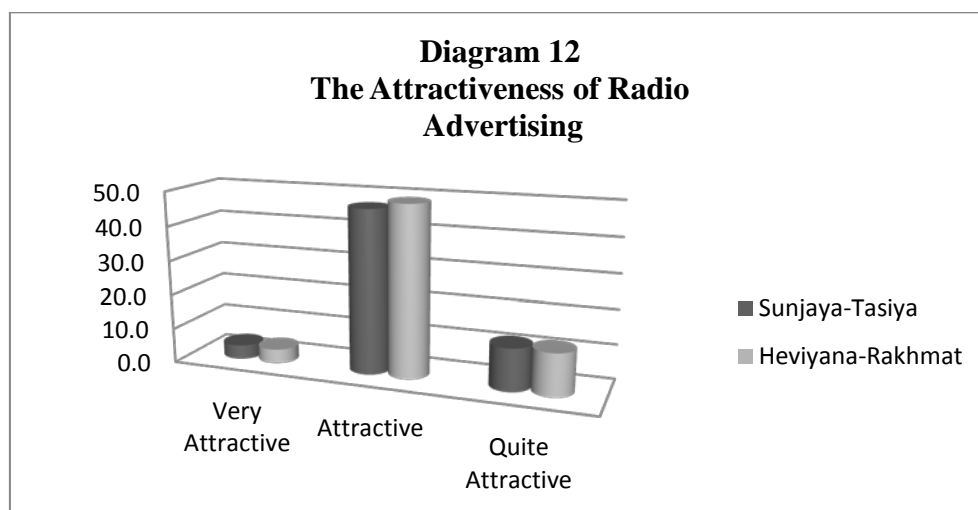 Diagram 12
The Attractiveness of Radio
Advertising
50.0
40.0
30.0
20.0
10.0
0.0
Very
Attractive
Attractive
Quite
Attractive
Sunjaya-Tasiya
Heviyana-Rakhmat